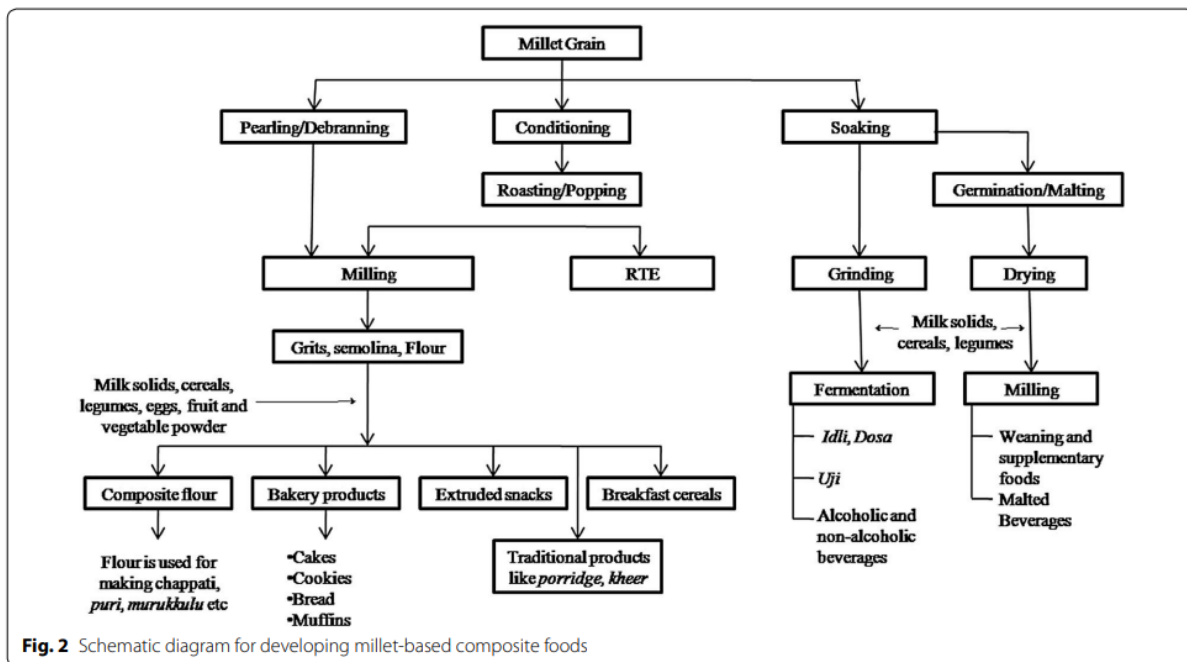 Millet Grain
Pearling/Debranning
Conditioning
Soaking
Roasting/Popping
Germination/Malting
Milling
RTE
Grinding
Drying
Grits, semolina, Flour
Milk solids,
cereals, legumes
Milk solids, cereals,
legumes, eggs, fruit and
vegetable powder
Fermentation
Milling
Idli, Dosa
Uji
Alcoholic and
non-alcoholic
beverages
Weaning and
supplementary
foods
Malted
Beverages
Composite flour
Bakery products
Extruded snacks
Breakfast cereals
Flour is used for
making chappati,
puri, murukkulu etc
•Cakes
•Cookies
•Bread
•Muffins
Traditional products
like porridge, kheer
Fig. 2 Schematic diagram for developing millet-based composite foods